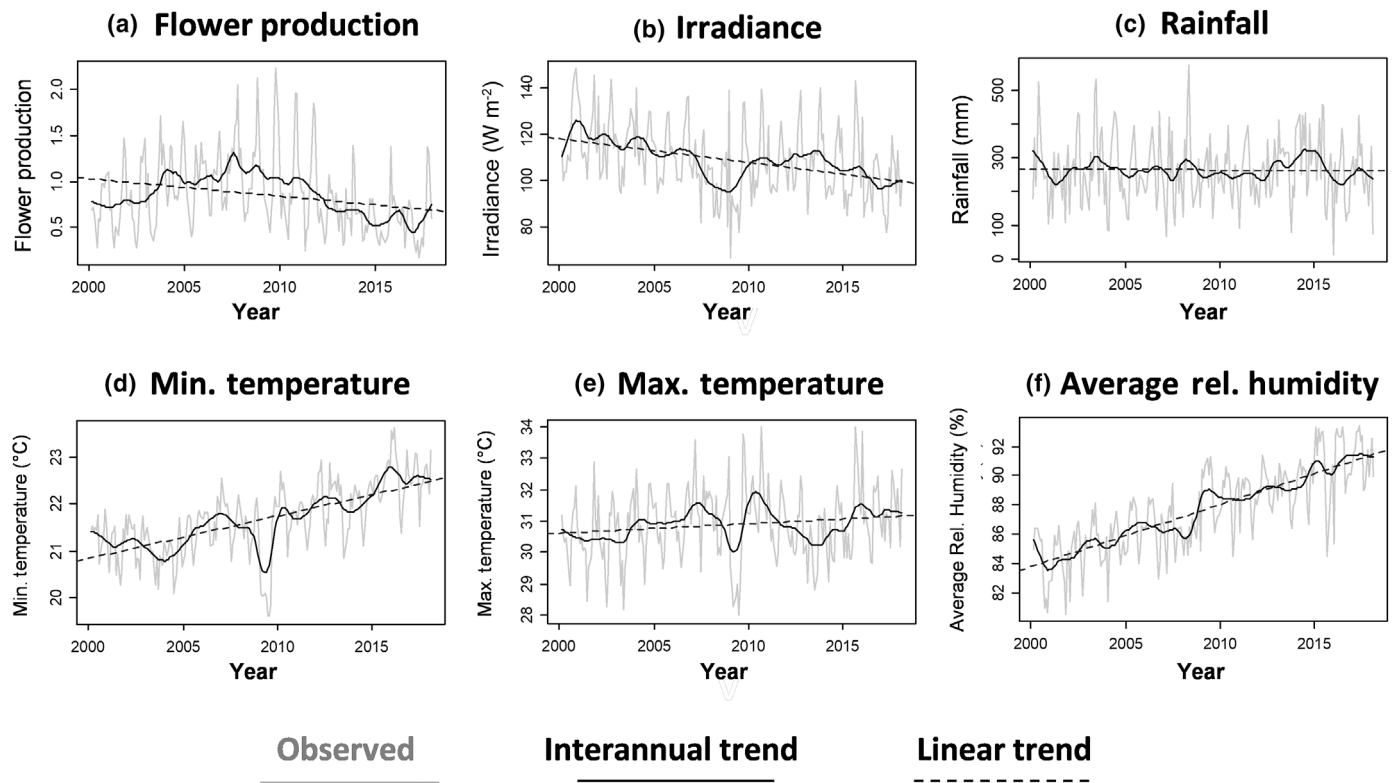 (a) Flower production
(b) Irradiance
(c) Rainfall
Flower production
2.0
1.5
1.0
0.5
2000 2005 2010 2015
Year
Irradiance (W m-2)
140
120
100
80
2000 2005 2010 2015
Year
Rainfall (mm)
500
300
100
0
2000 2005 2010 2015
Year
(d) Min. temperature
(e) Max. temperature
(f) Average rel. humidity
Min. temperature (°C)
23
22
21
20
2000 2005 2010 2015
Year
Max. temperature (°C)
34
33
32
31
30
29
28
2000 2005 2010 2015
Year
Average Rel. Humidity (%)
92
90
88
86
84
82
2000 2005 2010 2015
Year
Observed
Interannual trend
Linear trend